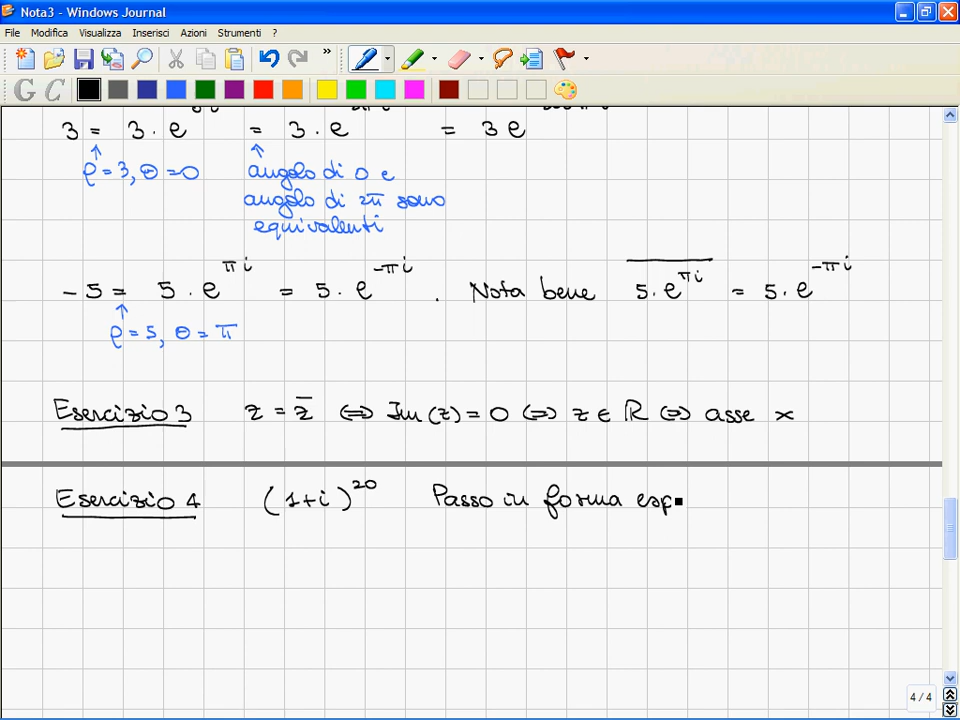 Nota3 - Windows Journal
File Modifica Visualizza Inserisci Azioni Strumenti ?
»
G C
3 = 3 · e = 3 · e = 3 e
ρ = 3, θ = 0
angolo di 0 e
angolo di 2π sono
equivalenti
- 5 = 5 · e^{πi} = 5 · e^{-πi} . Nota bene \overline{5 · e^{πi}} = 5 · e^{-πi}
ρ = 5, θ = π
Esercizio 3 z = z̄ ⇔ Im(z) = 0 ⇔ z ∈ ℝ ⇔ asse x
Esercizio 4 (1+i)^{20} Passo in forma esp
4 / 4